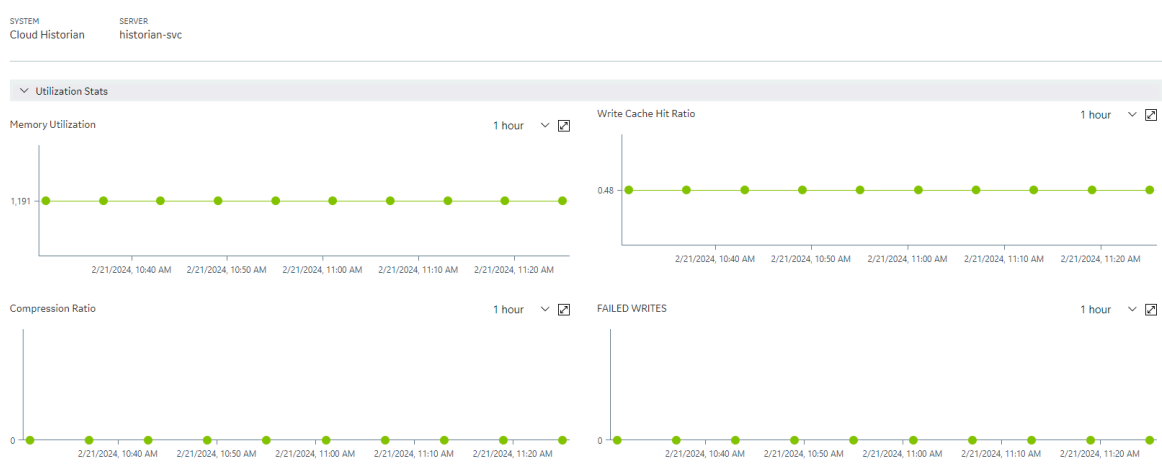 SYSTEM SERVER
Cloud Historian historian-svc
Utilization Stats
Memory Utilization 1 hour
1,191
2/21/2024, 10:40 AM 2/21/2024, 10:50 AM 2/21/2024, 11:00 AM 2/21/2024, 11:10 AM 2/21/2024, 11:20 AM
Write Cache Hit Ratio 1 hour
0.48
2/21/2024, 10:40 AM 2/21/2024, 10:50 AM 2/21/2024, 11:00 AM 2/21/2024, 11:10 AM 2/21/2024, 11:20 AM
Compression Ratio 1 hour
0
2/21/2024, 10:40 AM 2/21/2024, 10:50 AM 2/21/2024, 11:00 AM 2/21/2024, 11:10 AM 2/21/2024, 11:20 AM
FAILED WRITES 1 hour
0
2/21/2024, 10:40 AM 2/21/2024, 10:50 AM 2/21/2024, 11:00 AM 2/21/2024, 11:10 AM 2/21/2024, 11:20 AM